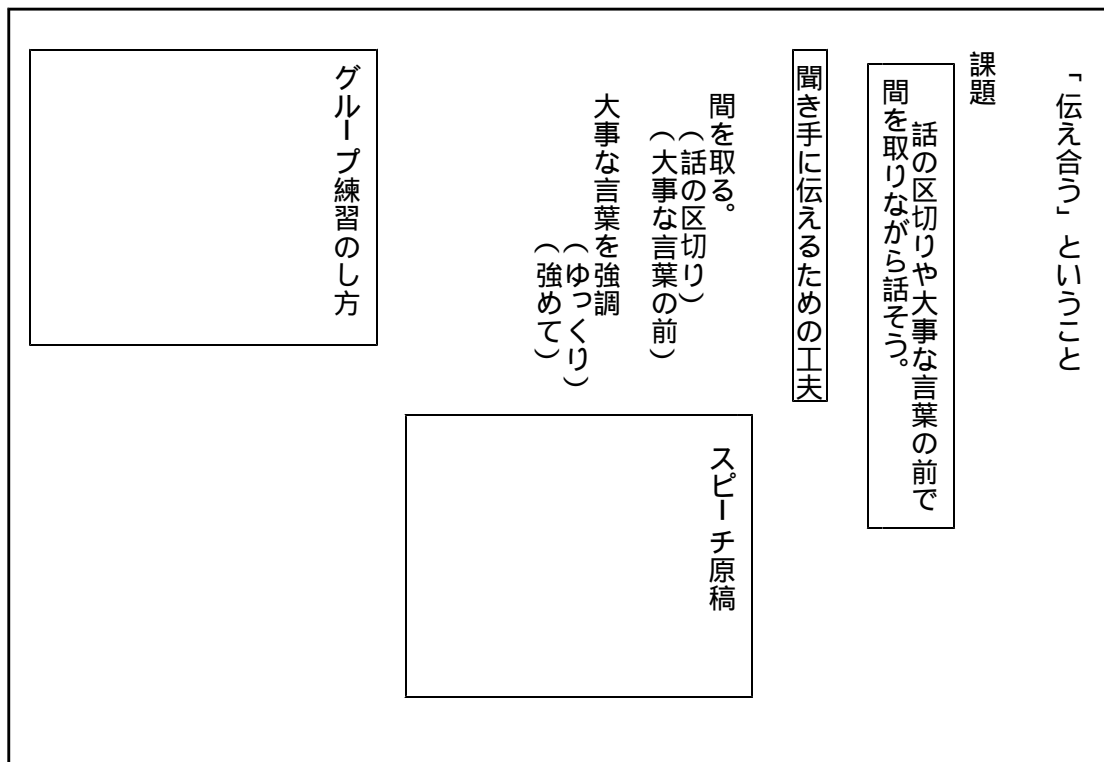 「伝え合う」ということ
課題
話の区切りや大事な言葉の前で
間を取りながら話そう。
聞き手に伝えるための工夫
間を取る。
（話の区切り）
（大事な言葉の前）
大事な言葉を強調
（ゆっくり）
（強めて）
スピーチ原稿
グループ練習のし方